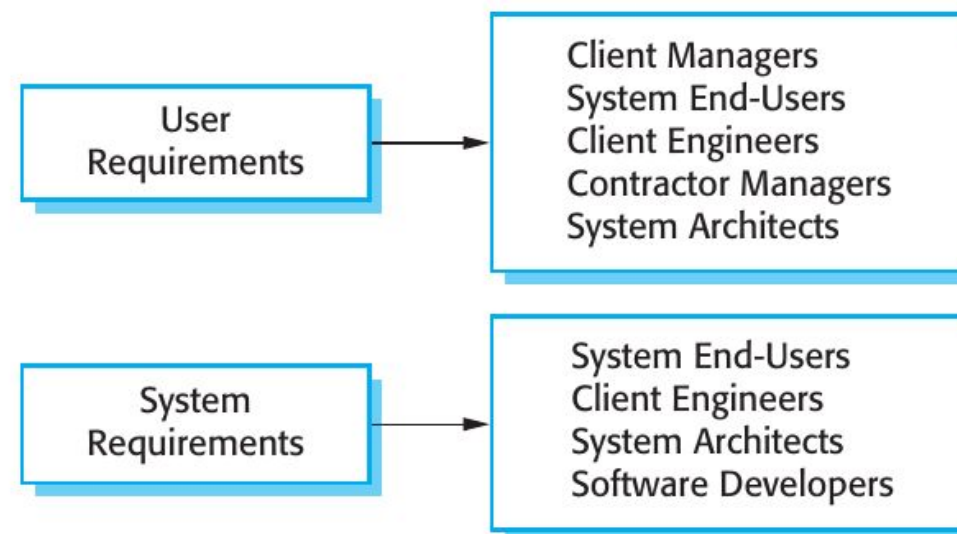 User
Requirements
Client Managers
System End-Users
Client Engineers
Contractor Managers
System Architects
System
Requirements
System End-Users
Client Engineers
System Architects
Software Developers